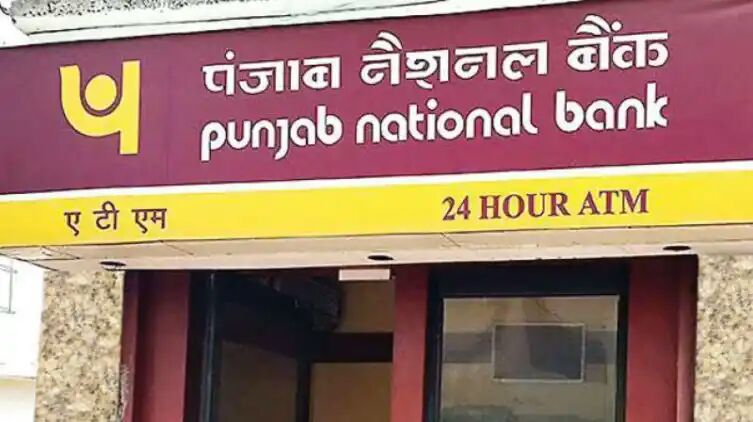 पंजाब नैशनल बैंक
punjab national bank
ए टी एम 24 HOUR ATM